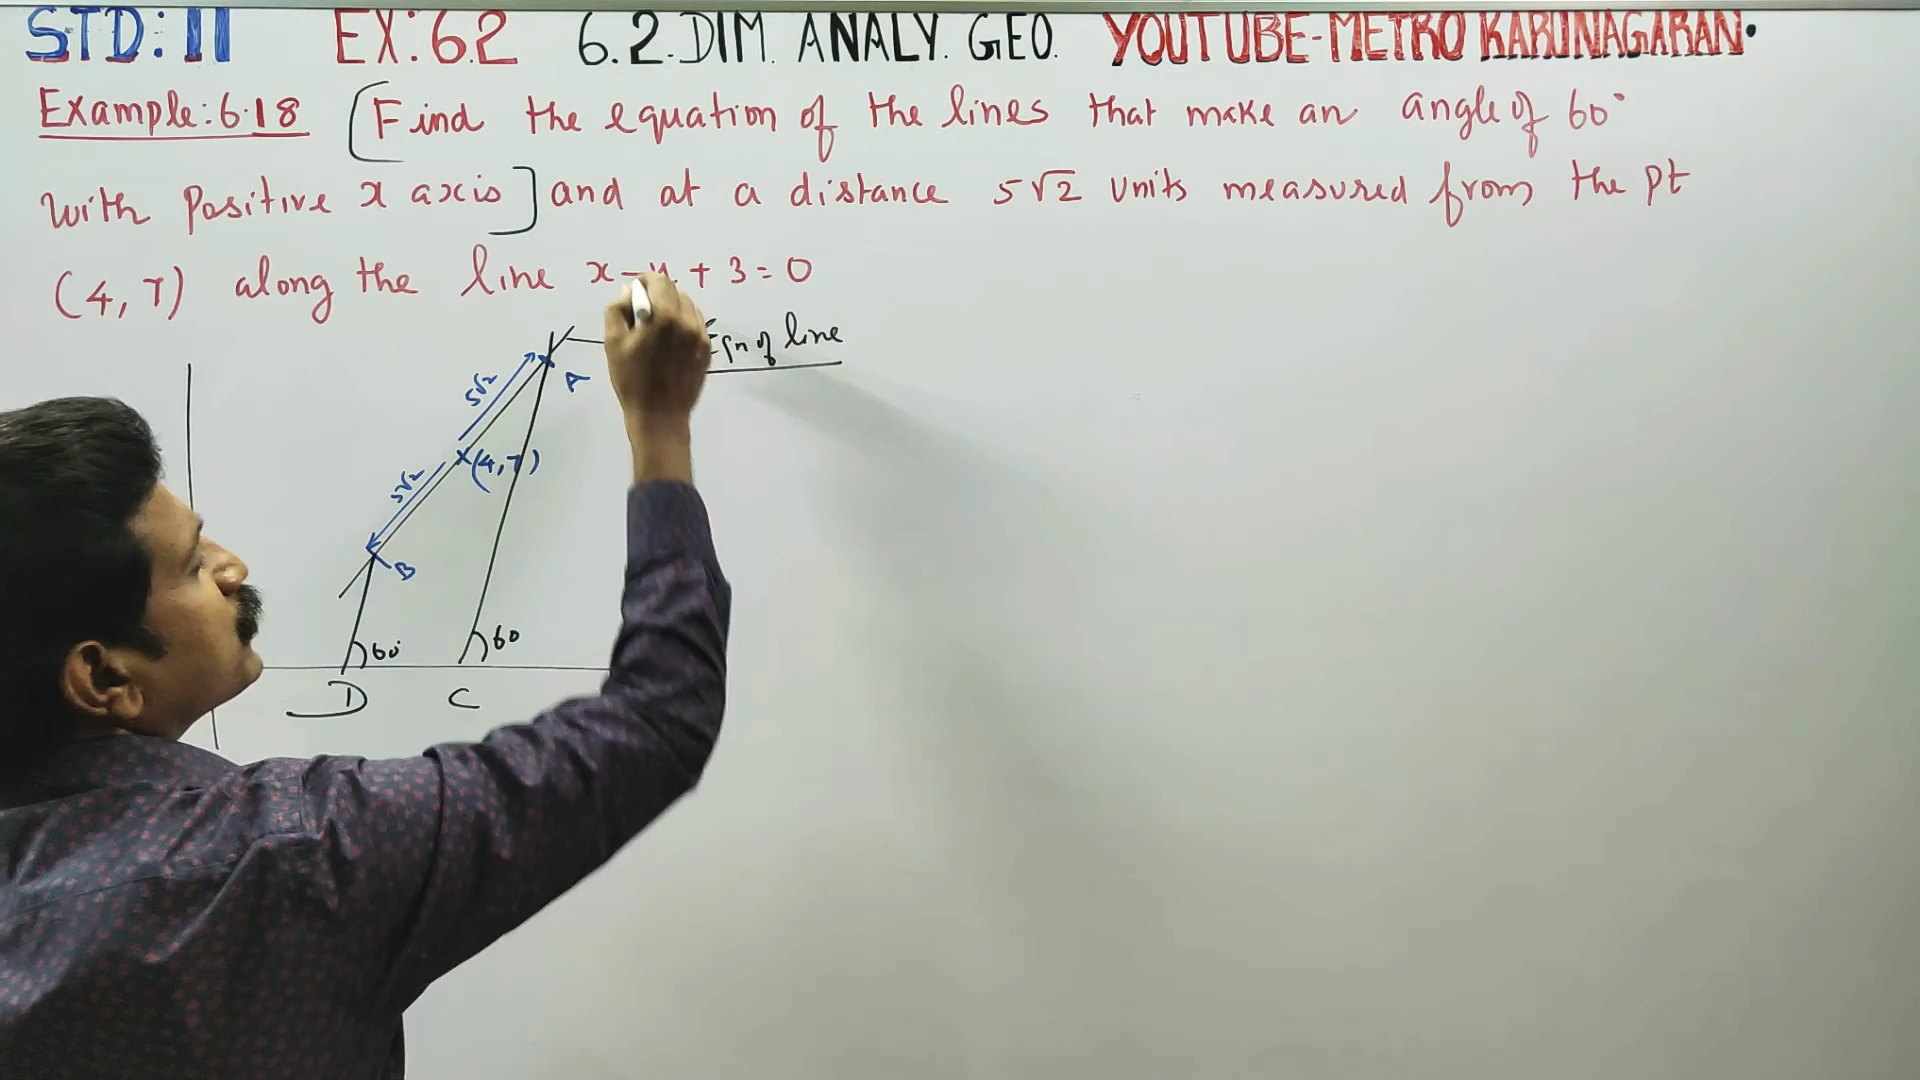 STD: 11 EX: 6.2 6. 2. DIM. ANALY. GEO. YOUTUBE-METRO KARUNAGARAN.
Example: 6.18 [Find the equation of the lines that make an angle of 60°
with positive x axis] and at a distance 5√2 units measured from the pt
(4, 7) along the line x - y + 3 = 0
Eqn of line
5√2
A
(4, 7)
5√2
B
60°
60
D C